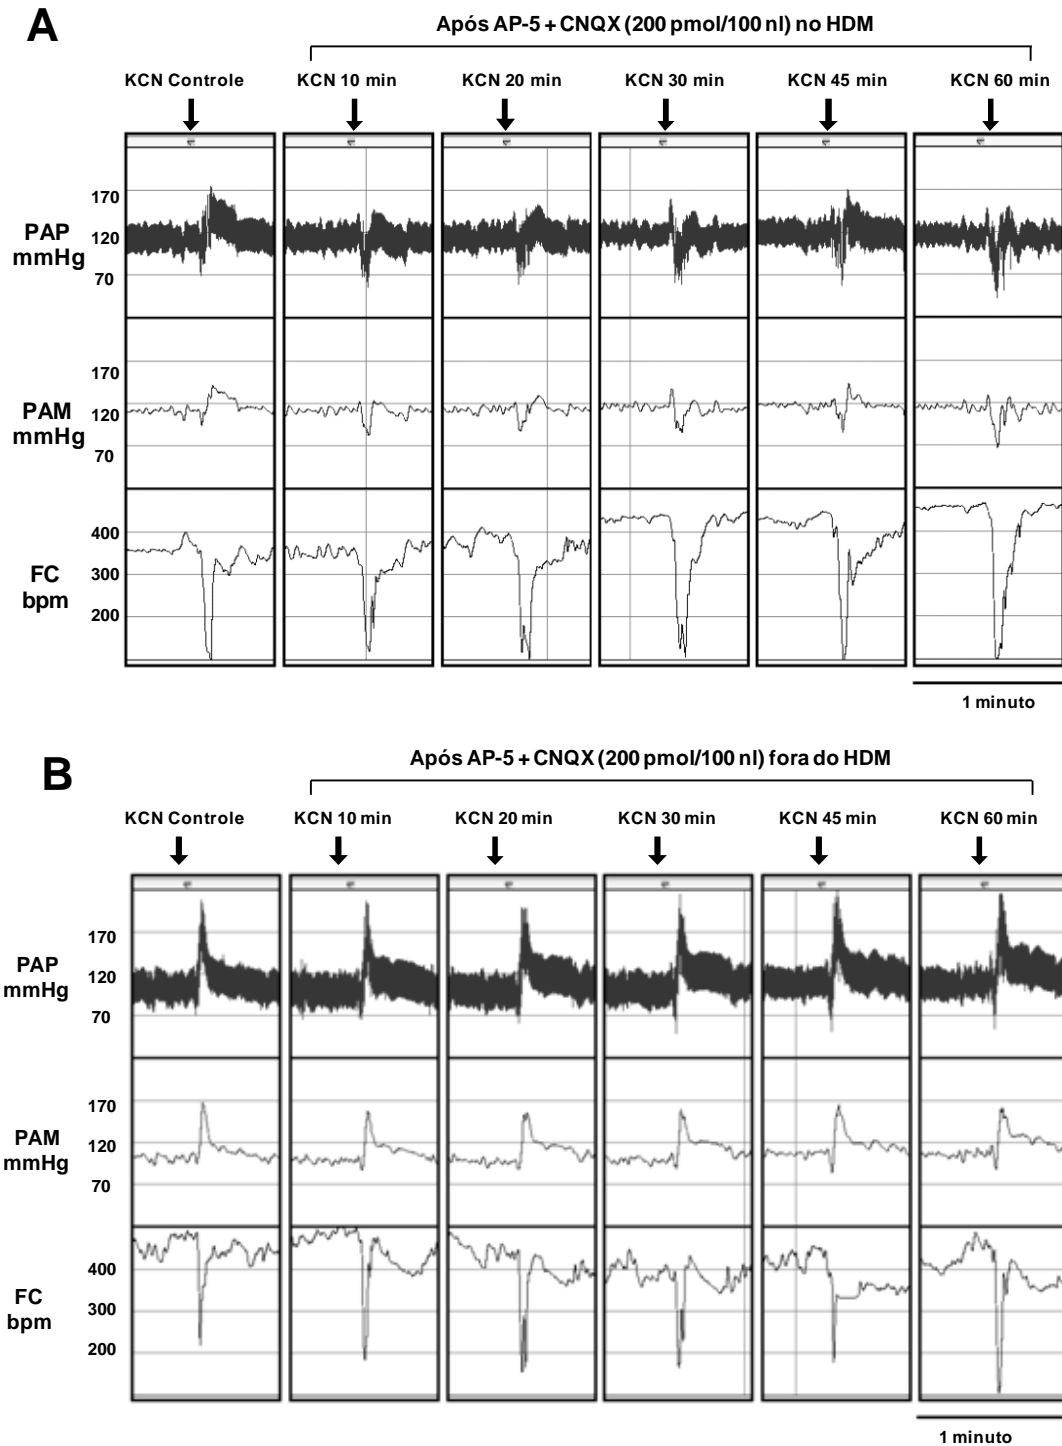 A
Após AP-5 + CNQX (200 pmol/100 nl) no HDM
KCN Controle KCN 10 min KCN 20 min KCN 30 min KCN 45 min KCN 60 min
170
PAP
mmHg
120
70
170
PAM
mmHg
120
70
400
FC
bpm
300
200
1 minuto
B
Após AP-5 + CNQX (200 pmol/100 nl) fora do HDM
KCN Controle KCN 10 min KCN 20 min KCN 30 min KCN 45 min KCN 60 min
170
PAP
mmHg
120
70
170
PAM
mmHg
120
70
400
FC
bpm
300
200
1 minuto